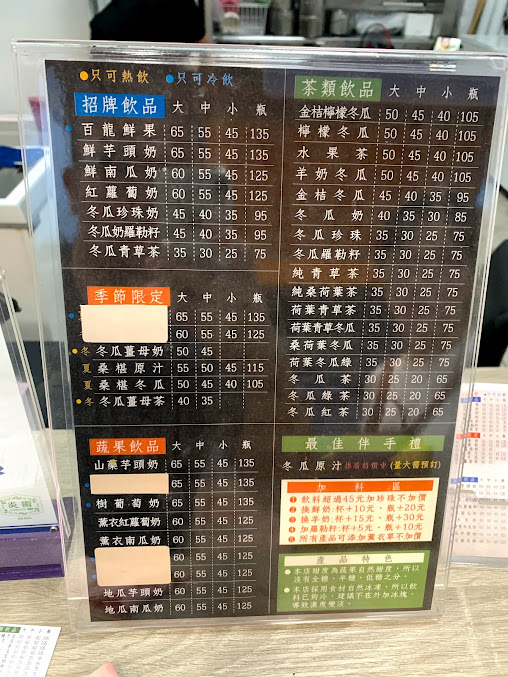 ●只可熱飲 ●只可冷飲
招牌飲品 大 中 小 瓶
百龍鮮果 65 55 45 135
鮮芋頭奶 65 55 45 135
鮮南瓜奶 60 55 45 125
紅蘿蔔奶 60 55 45 125
冬瓜珍珠奶 45 40 35 95
冬瓜奶羅勒籽 45 40 35 95
冬瓜青草茶 35 30 25 75
季節限定 大 中 小 瓶
65 55 45 135
60 55 45 125
冬 冬瓜薑母奶 50 45
夏 桑椹原汁 55 50 45 115
夏 桑椹冬瓜 50 45 40 105
冬 冬瓜薑母茶 40 35
蔬果飲品 大 中 小 瓶
山藥芋頭奶 65 55 45 135
65 55 45 135
樹葡萄奶 65 55 45 135
薰衣紅蘿蔔奶 60 55 45 125
薰衣南瓜奶 60 55 45 125
60 55 45 125
60 55 45 125
地瓜芋頭奶 60 55 45 125
地瓜南瓜奶 60 55 45 125
茶類飲品 大 中 小 瓶
金桔檸檬冬瓜 50 45 40 105
檸檬冬瓜 50 45 40 105
水果茶 50 45 40 105
羊奶冬瓜 50 45 40 105
金桔冬瓜 45 40 35 95
冬瓜奶 40 35 30 85
冬瓜珍珠 35 30 25 75
冬瓜羅勒籽 35 30 25 75
純青草茶 35 30 25 75
純桑荷葉茶 35 30 25 75
荷葉青草茶 35 30 25 75
荷葉青草冬瓜 35 30 25 75
桑荷葉冬瓜 35 30 25 75
荷葉冬瓜綠 35 30 25 75
冬瓜茶 30 25 20 65
冬瓜綠茶 30 25 20 65
冬瓜紅茶 30 25 20 65
最佳伴手禮
冬瓜原汁 推廣特價中 (量大需預訂)
加料區
1 飲料超過45元加珍珠不加價
2 換鮮奶:杯+10元、瓶+20元
3 換羊奶:杯+15元、瓶+30元
4 加羅勒籽:杯+5元、瓶+10元
5 所有產品可添加薰衣草不加價
產品特色
●本店甜度為蔬果自然甜度,所以
沒有全糖、半糖、低糖之分。
●本店採用食材自然冰凍,所以飲
料已夠冷,建議不在外加冰塊,
導致濃度變淡。